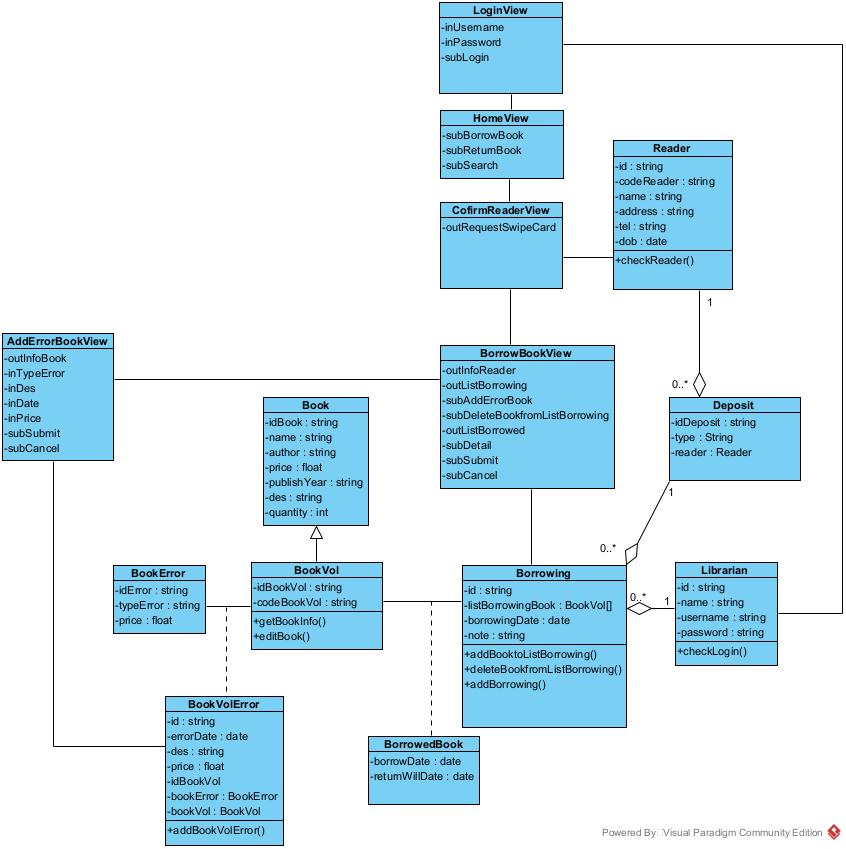 LoginView
-inUsername
-inPassword
-subLogin
HomeView
-subBorrowBook
-subReturnBook
-subSearch
Reader
-id : string
-codeReader : string
-name : string
-address : string
-tel : string
-dob : date
+checkReader()
CofirmReaderView
-outRequestSwipeCard
1
AddErrorBookView
-outInfoBook
-inTypeError
-inDes
-inDate
-inPrice
-subSubmit
-subCancel
BorrowBookView
-outInfoReader
-outListBorrowing
-subAddErrorBook
-subDeleteBookfromListBorrowing
-outListBorrowed
-subDetail
-subSubmit
-subCancel
0..*
Book
-idBook : string
-name : string
-author : string
-price : float
-publishYear : string
-des : string
-quantity : int
Deposit
-idDeposit : string
-type : String
-reader : Reader
1
0..*
BookError
-idError : string
-typeError : string
-price : float
BookVol
-idBookVol : string
-codeBookVol : string
+getBookInfo()
+editBook()
Borrowing
-id : string
-listBorrowingBook : BookVol[]
-borrowingDate : date
-note : string
+addBooktoListBorrowing()
+deleteBookfromListBorrowing()
+addBorrowing()
0..*
1
Librarian
-id : string
-name : string
-username : string
-password : string
+checkLogin()
BookVolError
-id : string
-errorDate : date
-des : string
-price : float
-idBookVol
-bookError : BookError
-bookVol : BookVol
+addBookVolError()
BorrowedBook
-borrowDate : date
-returnWillDate : date
Powered By Visual Paradigm Community Edition